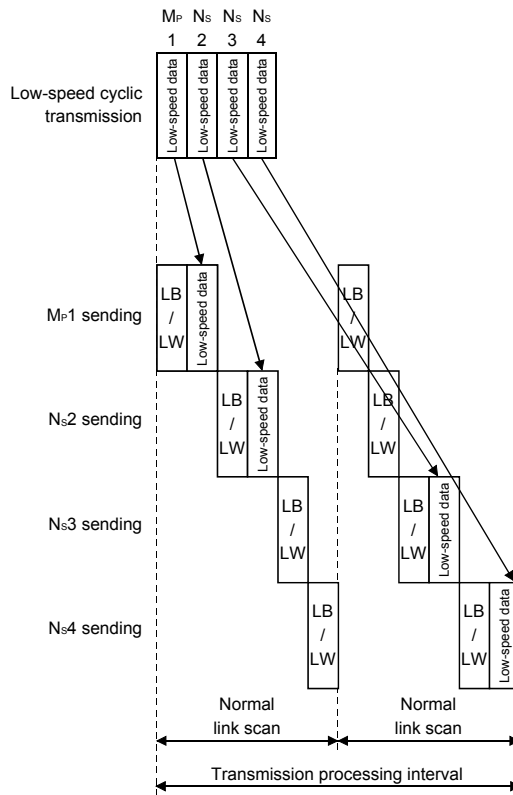 MP NS NS NS
1 2 3 4
Low-speed cyclic
transmission
Low-speed data
Low-speed data
Low-speed data
Low-speed data
MP1 sending
LB
/
LW
Low-speed data
LB
/
LW
NS2 sending
LB
/
LW
Low-speed data
LB
/
LW
NS3 sending
LB
/
LW
LB
/
LW
Low-speed data
NS4 sending
LB
/
LW
LB
/
LW
Low-speed data
Normal
link scan
Normal
link scan
Transmission processing interval